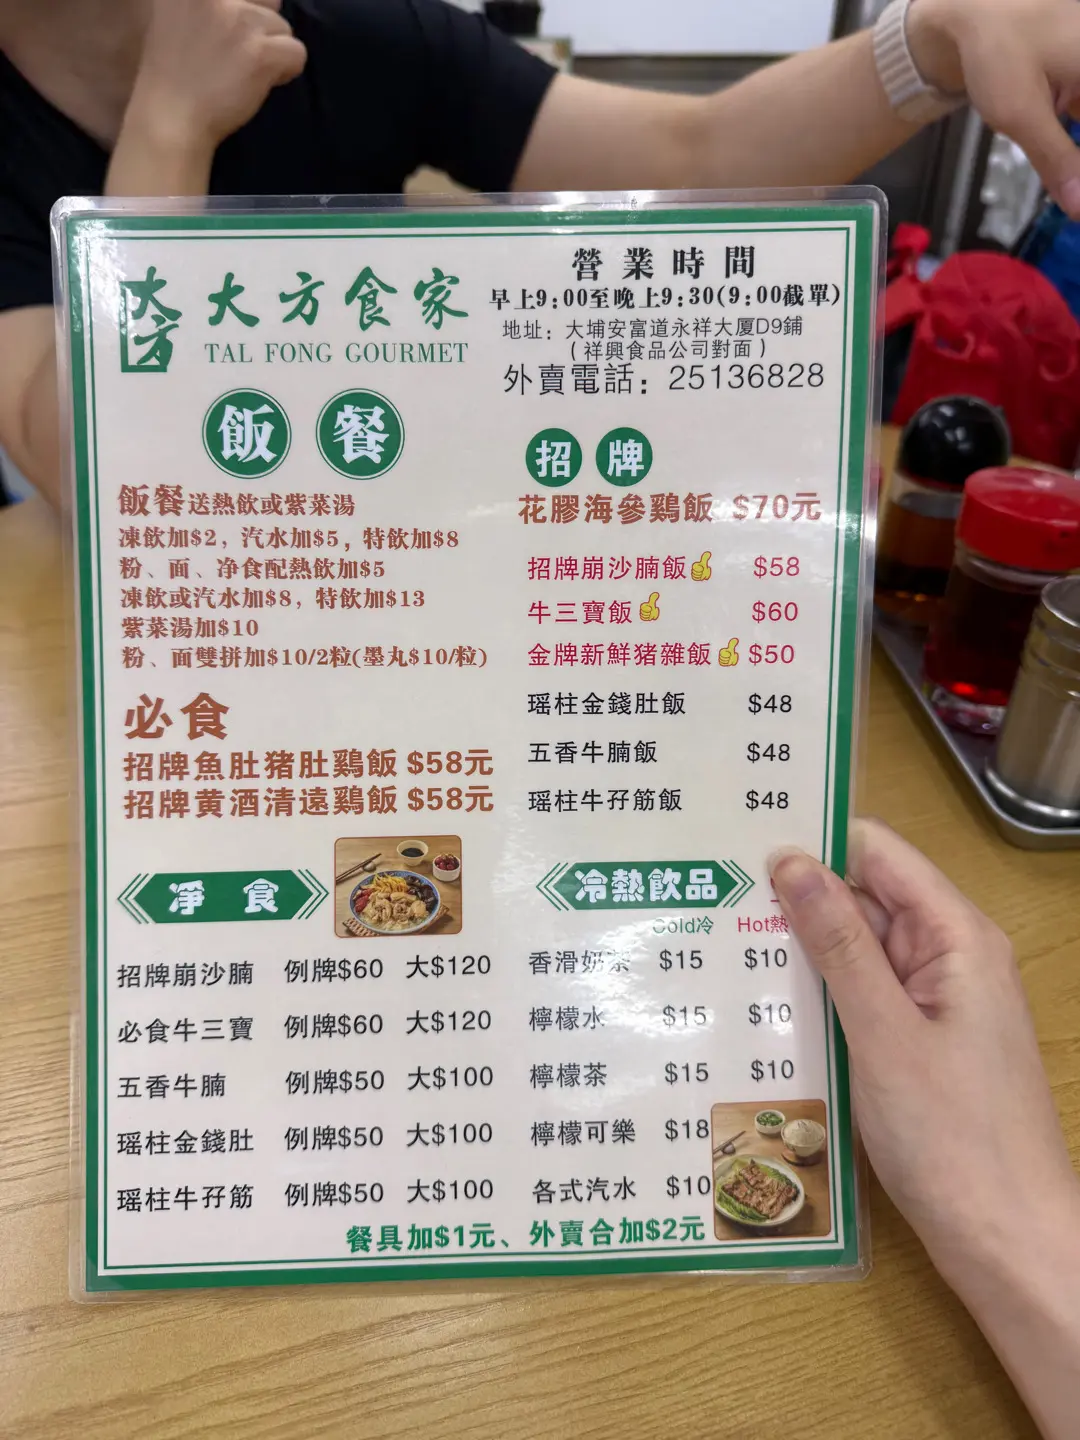 大方
大方食家
TAL FONG GOURMET
營業時間
早上9:00至晚上9:30(9:00截單)
地址：大埔安富道永祥大厦D9鋪
（祥興食品公司對面）
外賣電話：25136828
飯餐
飯餐送熱飲或紫菜湯
凍飲加$2，汽水加$5，特飲加$8
粉、面、净食配熱飲加$5
凍飲或汽水加$8，特飲加$13
紫菜湯加$10
粉、面雙拼加$10/2粒(墨丸$10/粒)
必食
招牌魚肚猪肚鷄飯 $58元
招牌黄酒清遠鷄飯 $58元
招牌
花膠海參鷄飯 $70元
招牌崩沙腩飯 $58
牛三寶飯 $60
金牌新鮮猪雜飯 $50
瑶柱金錢肚飯 $48
五香牛腩飯 $48
瑶柱牛孖筋飯 $48
凈食
招牌崩沙腩 例牌$60 大$120
必食牛三寶 例牌$60 大$120
五香牛腩 例牌$50 大$100
瑶柱金錢肚 例牌$50 大$100
瑶柱牛孖筋 例牌$50 大$100
冷熱飲品
Cold冷 Hot熱
香滑奶茶 $15 $10
檸檬水 $15 $10
檸檬茶 $15 $10
檸檬可樂 $18
各式汽水 $10
餐具加$1元、外賣合加$2元